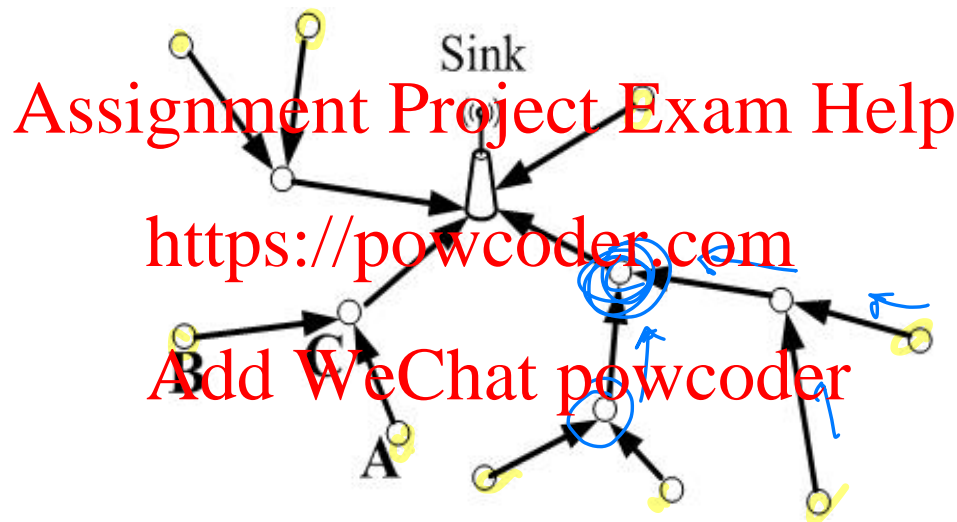 Sink
Assignment Project Exam Help
https://powcoder.com
B
C
Add WeChat powcoder
A